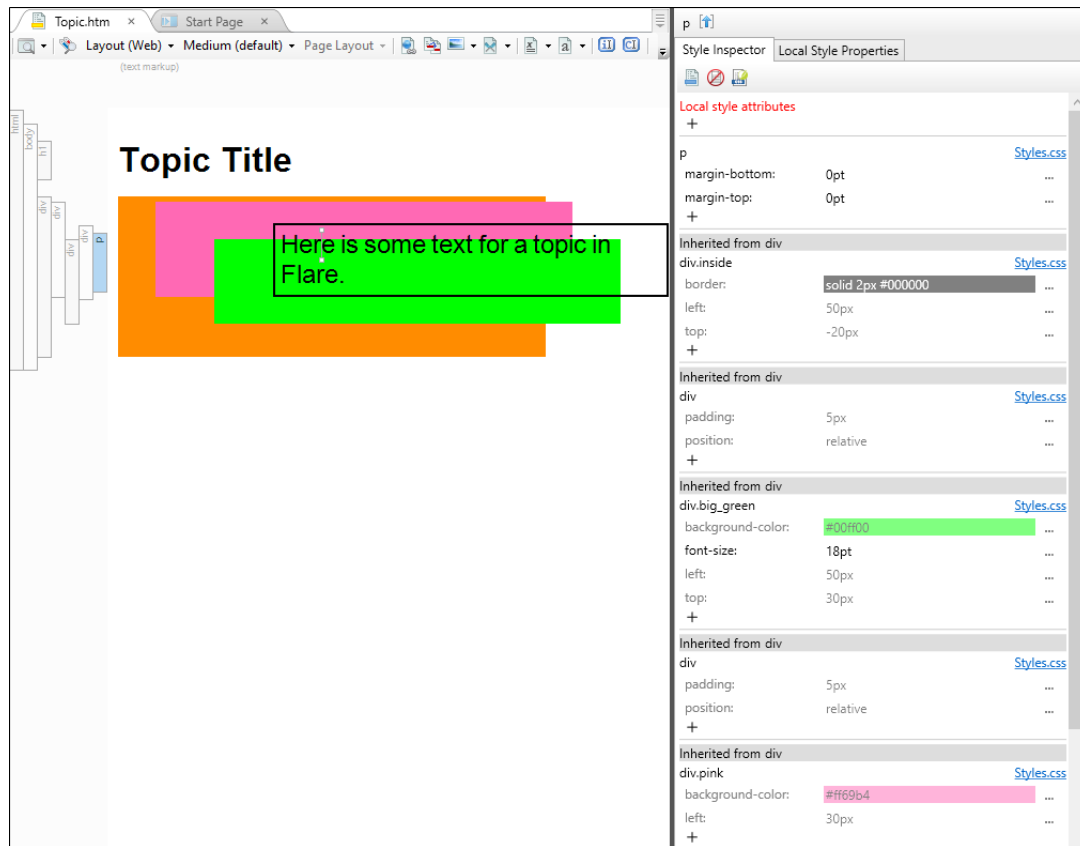 Topic.htm ×
Start Page ×
Layout (Web)
Medium (default)
Page Layout
(text markup)
html
body
h1
div
div
div
div
p
Topic Title
Here is some text for a topic in
Flare.
p
Style Inspector
Local Style Properties
Local style attributes
+
p Styles.css
margin-bottom: 0pt ...
margin-top: 0pt ...
+
Inherited from div
div.inside Styles.css
border: solid 2px #000000 ...
left: 50px ...
top: -20px ...
+
Inherited from div
div Styles.css
padding: 5px ...
position: relative ...
+
Inherited from div
div.big_green Styles.css
background-color: #00ff00 ...
font-size: 18pt ...
left: 50px ...
top: 30px ...
+
Inherited from div
div Styles.css
padding: 5px ...
position: relative ...
+
Inherited from div
div.pink Styles.css
background-color: #ff69b4 ...
left: 30px ...
+